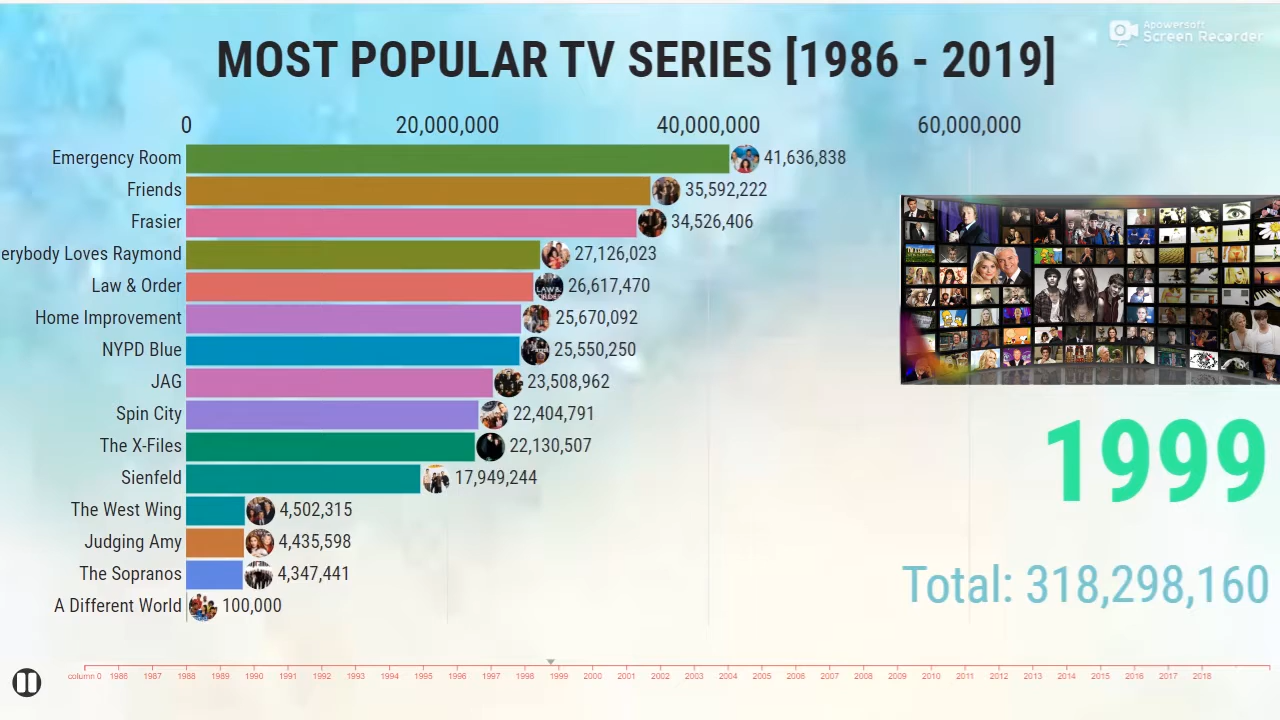 Apowersoft
Screen Recorder
MOST POPULAR TV SERIES [1986 - 2019]
0 20,000,000 40,000,000 60,000,000
Emergency Room 41,636,838
Friends 35,592,222
Frasier 34,526,406
erybody Loves Raymond 27,126,023
Law & Order 26,617,470
Home Improvement 25,670,092
NYPD Blue 25,550,250
JAG 23,508,962
Spin City 22,404,791
The X-Files 22,130,507
Sienfeld 17,949,244
The West Wing 4,502,315
Judging Amy 4,435,598
The Sopranos 4,347,441
A Different World 100,000
1999
Total: 318,298,160
column 0 1986 1987 1988 1989 1990 1991 1992 1993 1994 1995 1996 1997 1998 1999 2000 2001 2002 2003 2004 2005 2006 2007 2008 2009 2010 2011 2012 2013 2014 2015 2016 2017 2018